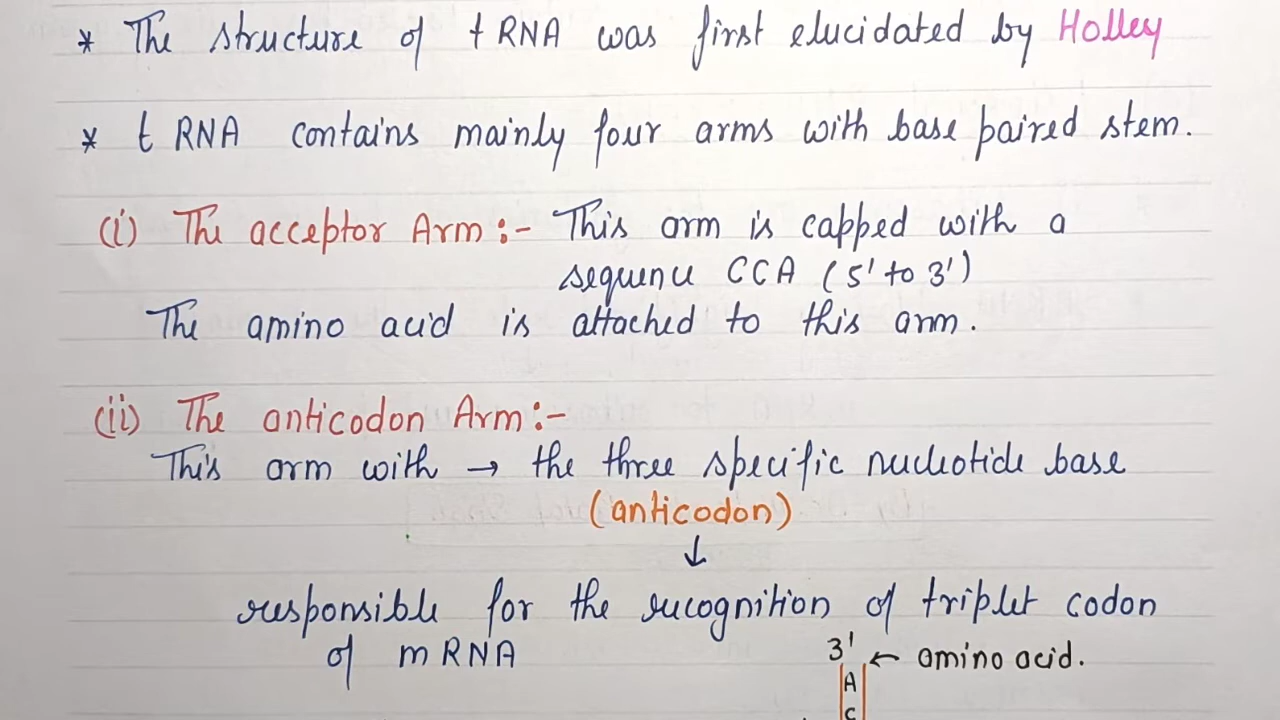 * The structure of tRNA was first elucidated by Holley
* t RNA contains mainly four arms with base paired stem.
(i) The acceptor Arm :- This arm is capped with a
sequence CCA (5' to 3')
The amino acid is attached to this arm.
(ii) The anticodon Arm :-
This arm with → the three specific nucleotide base
(anticodon)
↓
responsible for the recognition of triplet codon
of mRNA
3' ← amino acid.
A
C